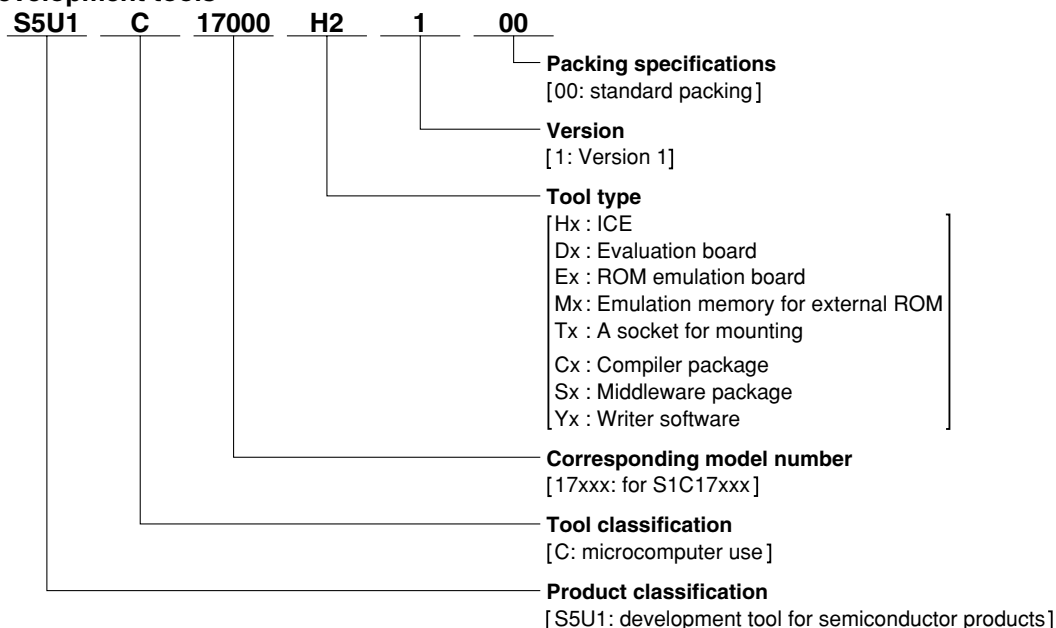 S5U1 C 17000 H2 1 00
Packing specifications
[00: standard packing]
Version
[1: Version 1]
Tool type
Hx : ICE
Dx : Evaluation board
Ex : ROM emulation board
Mx : Emulation memory for external ROM
Tx : A socket for mounting
Cx : Compiler package
Sx : Middleware package
Yx : Writer software
Corresponding model number
[17xxx: for S1C17xxx]
Tool classification
[C: microcomputer use]
Product classification
[S5U1: development tool for semiconductor products]